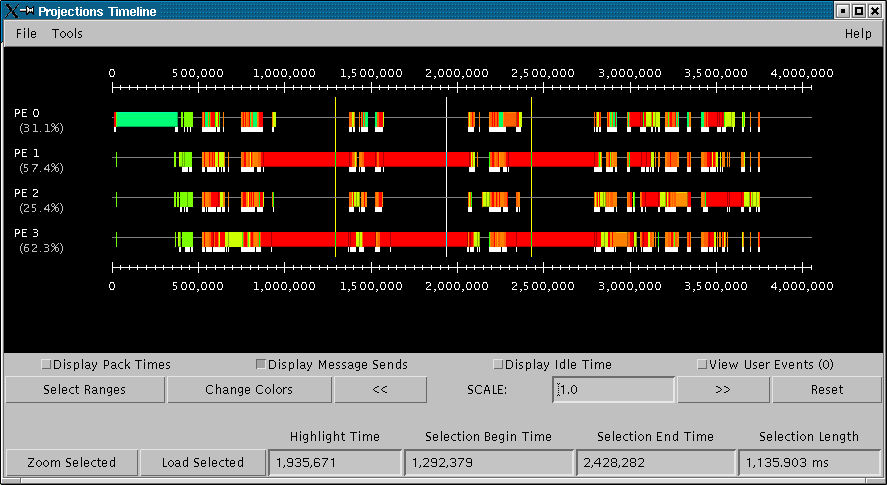 Projections Timeline
File Tools Help
0 500,000 1,000,000 1,500,000 2,000,000 2,500,000 3,000,000 3,500,000 4,000,000
PE 0
(31.1%)
PE 1
(57.4%)
PE 2
(25.4%)
PE 3
(62.3%)
0 500,000 1,000,000 1,500,000 2,000,000 2,500,000 3,000,000 3,500,000 4,000,000
Display Pack Times Display Message Sends Display Idle Time View User Events (0)
Select Ranges Change Colors << SCALE: 1.0 >> Reset
Highlight Time Selection Begin Time Selection End Time Selection Length
Zoom Selected Load Selected 1,935,671 1,292,379 2,428,282 1,135.903 ms